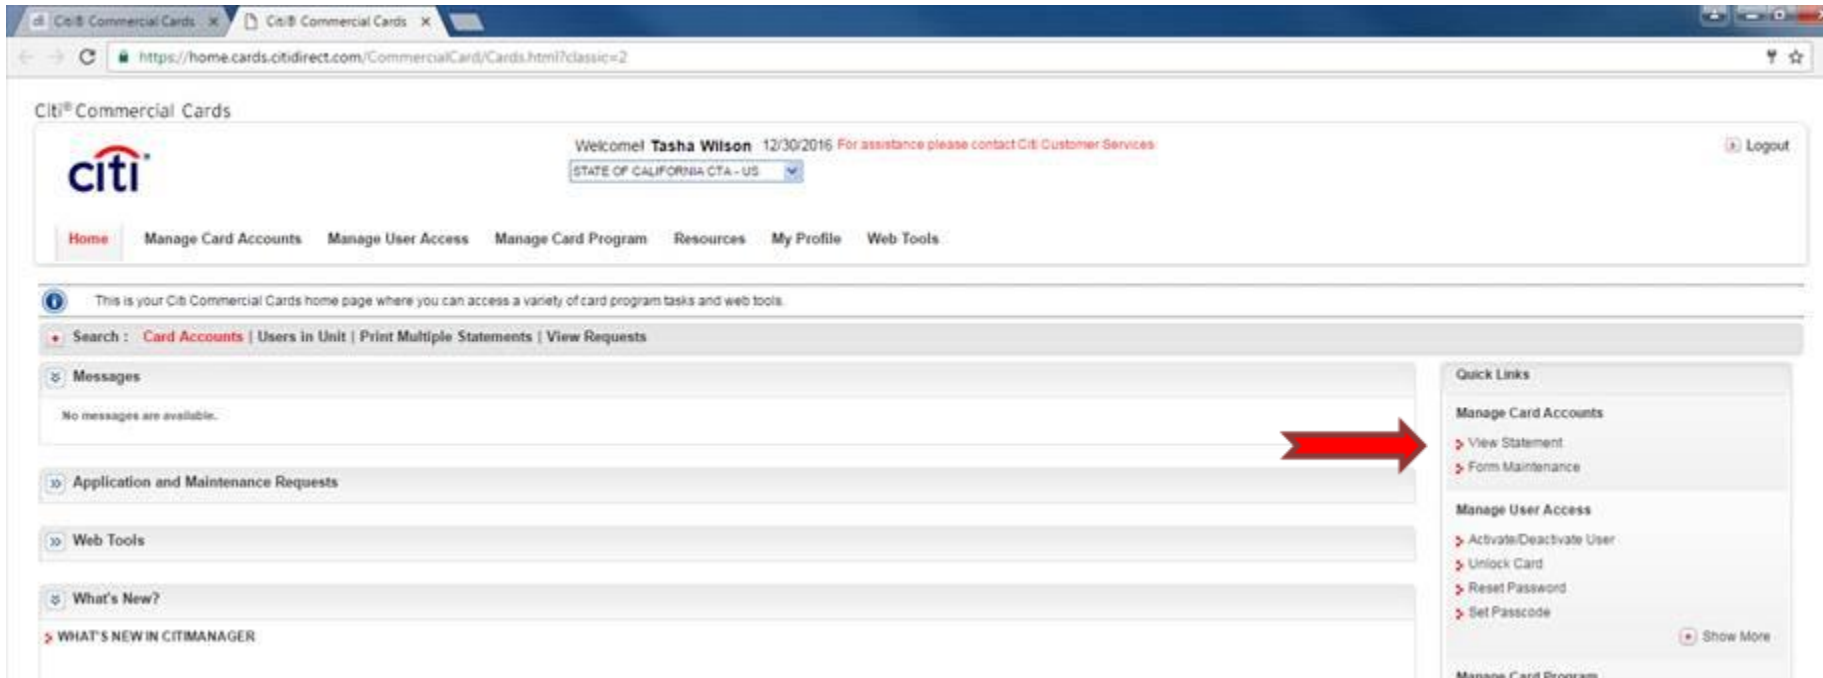 Citi® Commercial Cards
Citi® Commercial Cards
https://home.cards.citidirect.com/CommercialCard/Cards.html?classic=2
Citi® Commercial Cards
citi
Welcome! Tasha Wilson 12/30/2016 For assistance please contact Citi Customer Services
Logout
STATE OF CALIFORNIA CTA - US
Home Manage Card Accounts Manage User Access Manage Card Program Resources My Profile Web Tools
This is your Citi Commercial Cards home page where you can access a variety of card program tasks and web tools.
Search : Card Accounts | Users in Unit | Print Multiple Statements | View Requests
Messages
No messages are available.
Application and Maintenance Requests
Web Tools
What's New?
WHAT'S NEW IN CITIMANAGER
Quick Links
Manage Card Accounts
View Statement
Form Maintenance
Manage User Access
Activate/Deactivate User
Unlock Card
Reset Password
Set Passcode
Show More
Manage Card Program